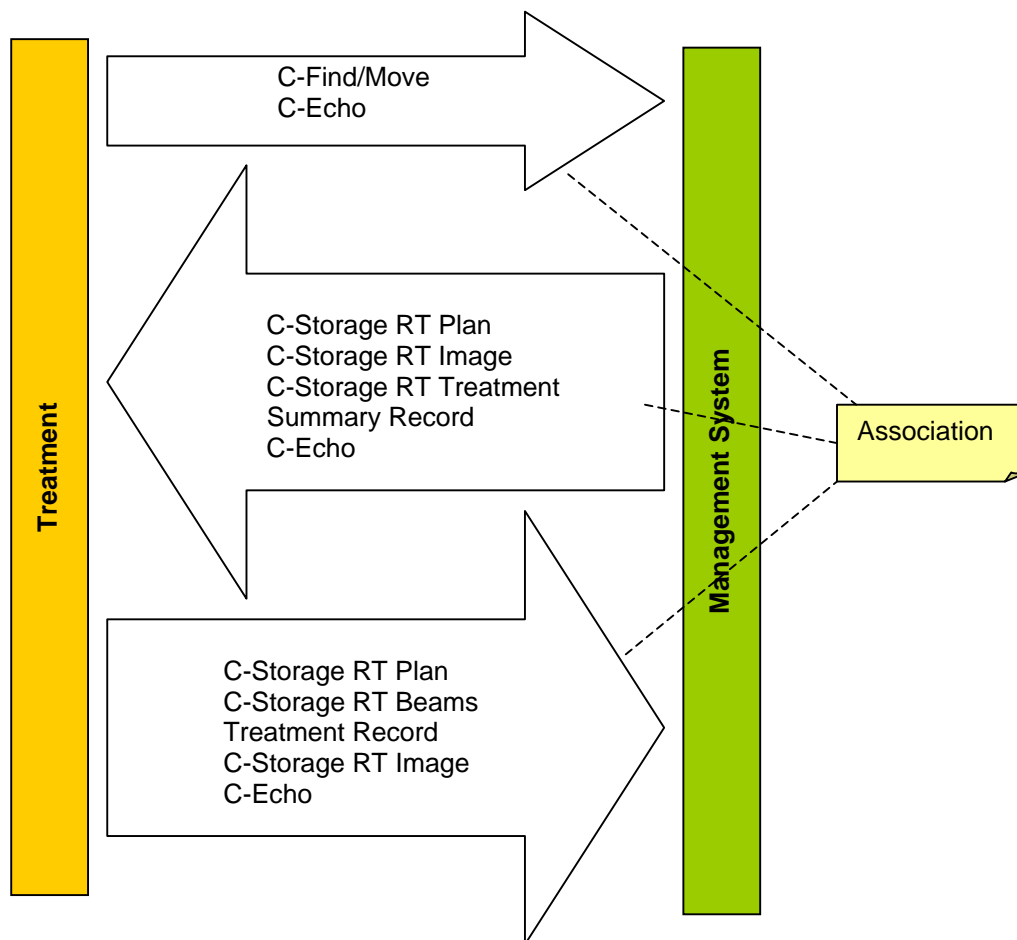 C-Find/Move
C-Echo
C-Storage RT Plan
C-Storage RT Image
C-Storage RT Treatment
Summary Record
C-Echo
Association
Treatment
Management System
C-Storage RT Plan
C-Storage RT Beams
Treatment Record
C-Storage RT Image
C-Echo